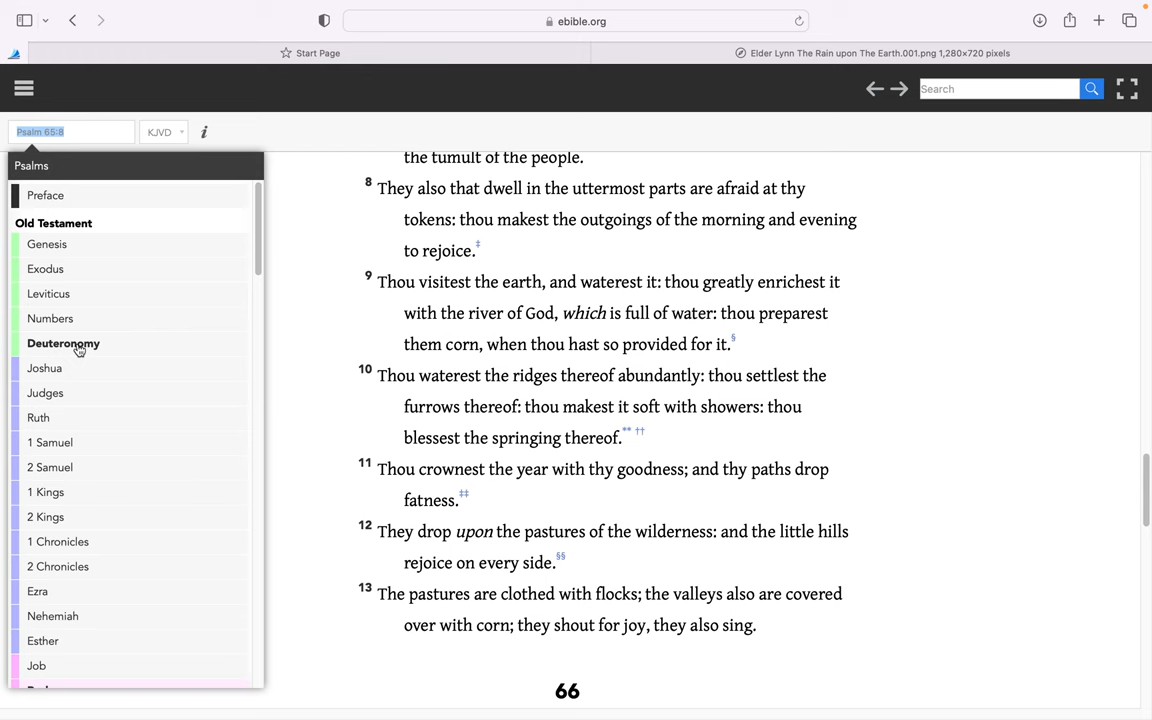 ebible.org
Start Page
Elder Lynn The Rain upon The Earth.001.png 1,280×720 pixels
Search
Psalm 65:8
KJVD
i
Psalms
Preface
Old Testament
Genesis
Exodus
Leviticus
Numbers
Deuteronomy
Joshua
Judges
Ruth
1 Samuel
2 Samuel
1 Kings
2 Kings
1 Chronicles
2 Chronicles
Ezra
Nehemiah
Esther
Job
the tumult of the people.
8 They also that dwell in the uttermost parts are afraid at thy
tokens: thou makest the outgoings of the morning and evening
to rejoice.‡
9 Thou visitest the earth, and waterest it: thou greatly enrichest it
with the river of God, which is full of water: thou preparest
them corn, when thou hast so provided for it.§
10 Thou waterest the ridges thereof abundantly: thou settlest the
furrows thereof: thou makest it soft with showers: thou
blessest the springing thereof.** ††
11 Thou crownest the year with thy goodness; and thy paths drop
fatness.‡‡
12 They drop upon the pastures of the wilderness: and the little hills
rejoice on every side.§§
13 The pastures are clothed with flocks; the valleys also are covered
over with corn; they shout for joy, they also sing.
66